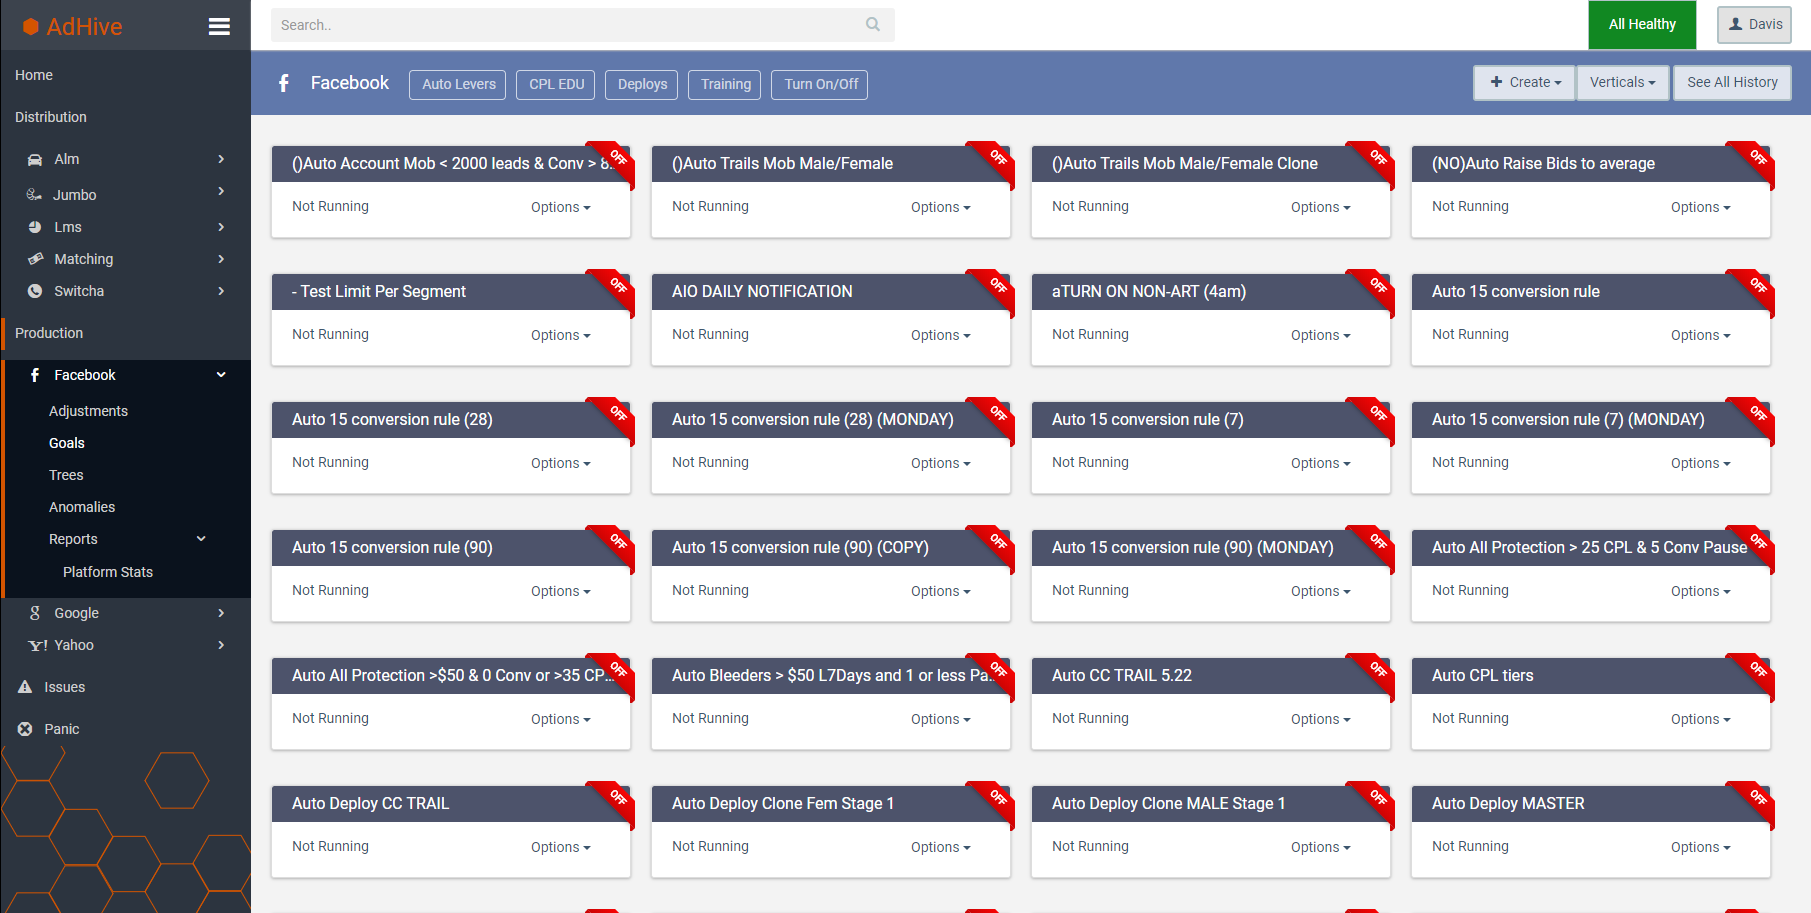 AdHive
Search..
All Healthy
Davis
Home
Distribution
Alm
Jumbo
Lms
Matching
Switcha
Production
Facebook
Adjustments
Goals
Trees
Anomalies
Reports
Platform Stats
Google
Yahoo
Issues
Panic
Facebook
Auto Levers
CPL EDU
Deploys
Training
Turn On/Off
Create
Verticals
See All History
()Auto Account Mob < 2000 leads & Conv > 8...
OFF
Not Running
Options
()Auto Trails Mob Male/Female
OFF
Not Running
Options
()Auto Trails Mob Male/Female Clone
OFF
Not Running
Options
(NO)Auto Raise Bids to average
OFF
Not Running
Options
- Test Limit Per Segment
OFF
Not Running
Options
AIO DAILY NOTIFICATION
OFF
Not Running
Options
aTURN ON NON-ART (4am)
OFF
Not Running
Options
Auto 15 conversion rule
OFF
Not Running
Options
Auto 15 conversion rule (28)
OFF
Not Running
Options
Auto 15 conversion rule (28) (MONDAY)
OFF
Not Running
Options
Auto 15 conversion rule (7)
OFF
Not Running
Options
Auto 15 conversion rule (7) (MONDAY)
OFF
Not Running
Options
Auto 15 conversion rule (90)
OFF
Not Running
Options
Auto 15 conversion rule (90) (COPY)
OFF
Not Running
Options
Auto 15 conversion rule (90) (MONDAY)
OFF
Not Running
Options
Auto All Protection > 25 CPL & 5 Conv Pause
OFF
Not Running
Options
Auto All Protection >$50 & 0 Conv or >35 CP...
OFF
Not Running
Options
Auto Bleeders > $50 L7Days and 1 or less Pa...
OFF
Not Running
Options
Auto CC TRAIL 5.22
OFF
Not Running
Options
Auto CPL tiers
OFF
Not Running
Options
Auto Deploy CC TRAIL
OFF
Not Running
Options
Auto Deploy Clone Fem Stage 1
OFF
Not Running
Options
Auto Deploy Clone MALE Stage 1
OFF
Not Running
Options
Auto Deploy MASTER
OFF
Not Running
Options